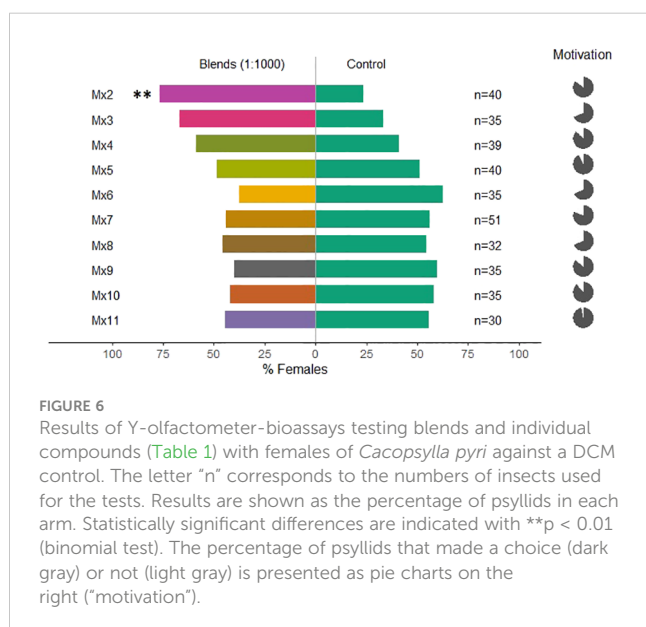 Motivation
Blends (1:1000) Control
Mx2 ** n=40
Mx3 n=35
Mx4 n=39
Mx5 n=40
Mx6 n=35
Mx7 n=51
Mx8 n=32
Mx9 n=35
Mx10 n=35
Mx11 n=30
100 75 50 25 0 25 50 75 100
% Females
FIGURE 6
Results of Y-olfactometer-bioassays testing blends and individual
compounds (Table 1) with females of Cacopsylla pyri against a DCM
control. The letter “n” corresponds to the numbers of insects used
for the tests. Results are shown as the percentage of psyllids in each
arm. Statistically significant differences are indicated with **p < 0.01
(binomial test). The percentage of psyllids that made a choice (dark
gray) or not (light gray) is presented as pie charts on the
right (“motivation”).